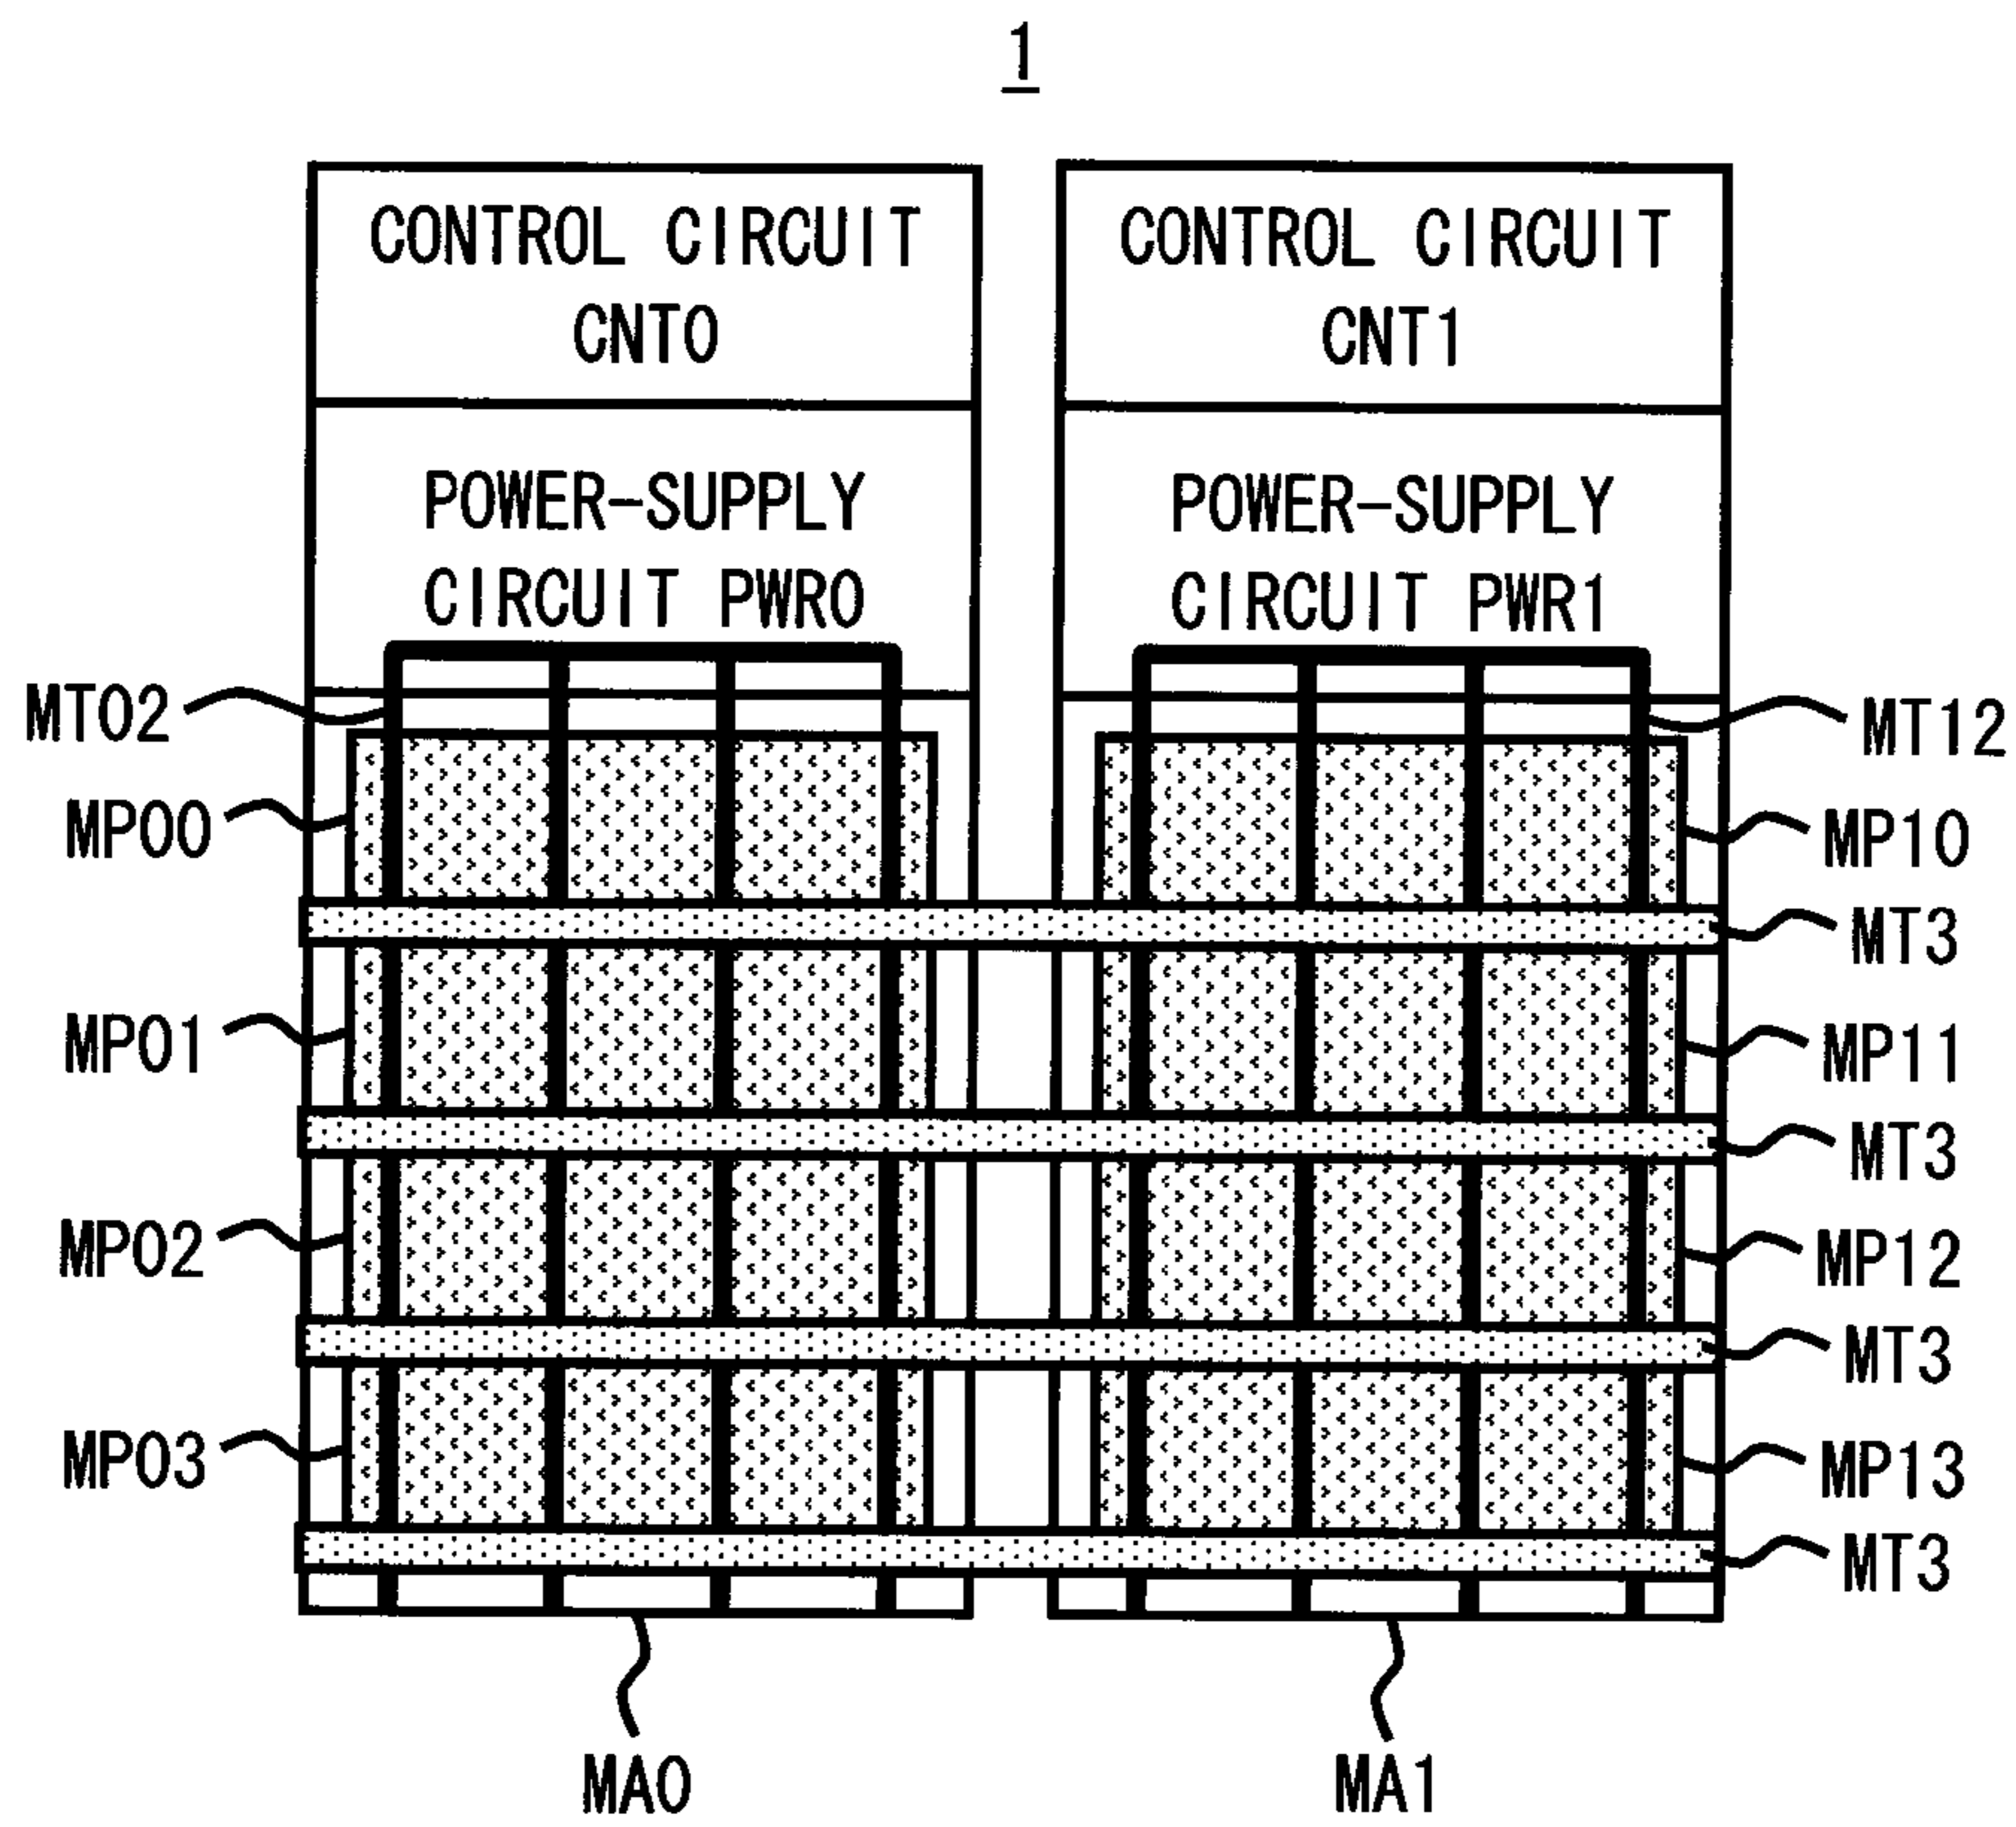 1
CONTROL CIRCUIT
CNT0
CONTROL CIRCUIT
CNT1
POWER-SUPPLY
CIRCUIT PWR0
POWER-SUPPLY
CIRCUIT PWR1
MT02
MT12
MP00
MP10
MT3
MP01
MP11
MT3
MP02
MP12
MT3
MP03
MP13
MT3
MA0
MA1